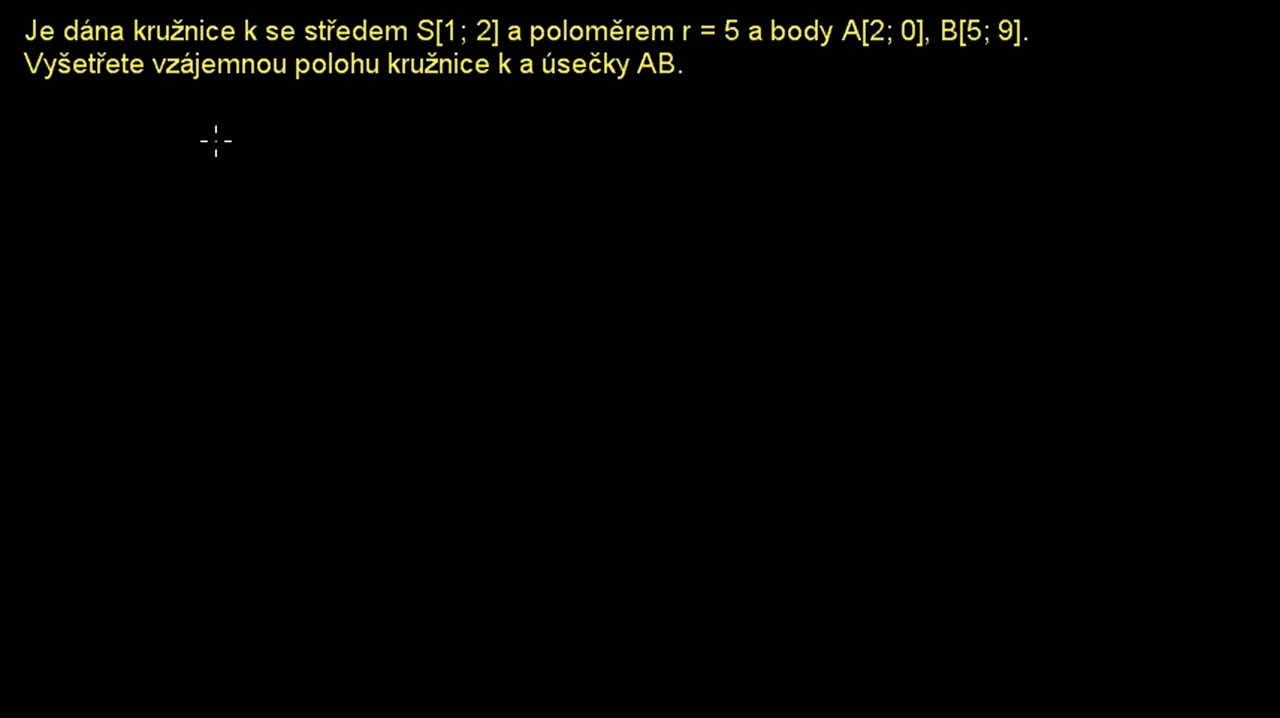 Je dána kružnice k se středem S[1; 2] a poloměrem r = 5 a body A[2; 0], B[5; 9].
Vyšetřete vzájemnou polohu kružnice k a úsečky AB.